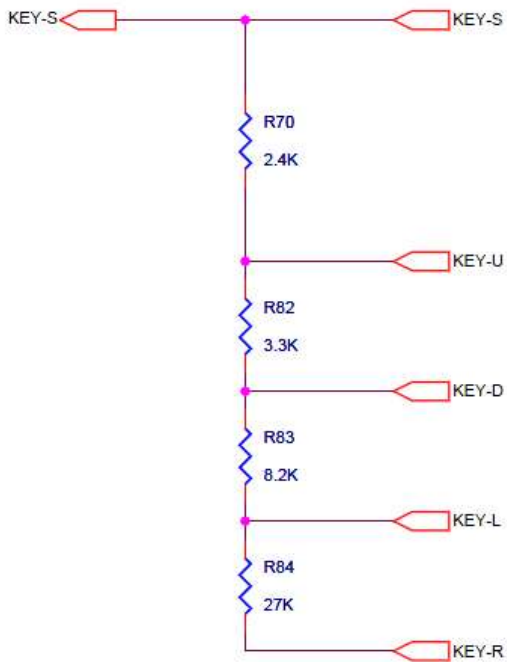 KEY-S
KEY-S
R70
2.4K
KEY-U
R82
3.3K
KEY-D
R83
8.2K
KEY-L
R84
27K
KEY-R